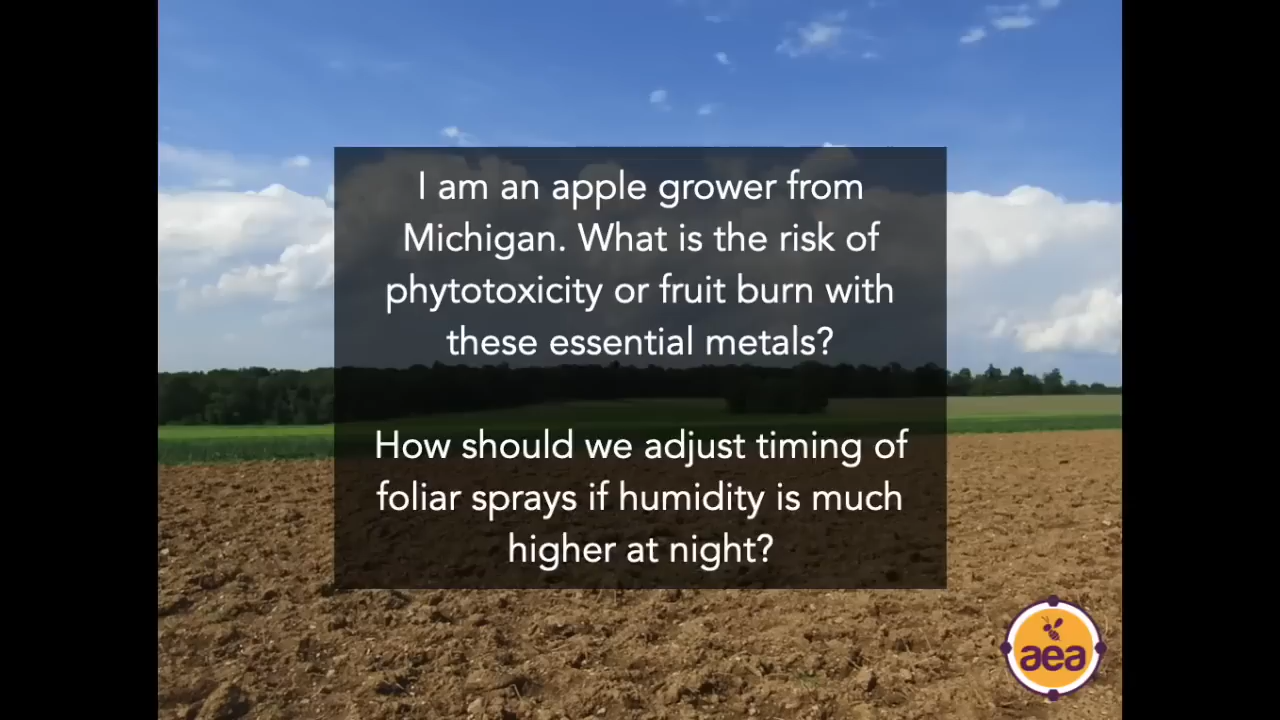 I am an apple grower from
Michigan. What is the risk of
phytotoxicity or fruit burn with
these essential metals?
How should we adjust timing of
foliar sprays if humidity is much
higher at night?
aea